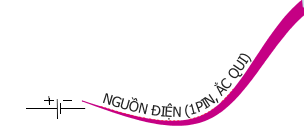 + −
NGUỒN ĐIỆN (1PIN, ẮC QUI)